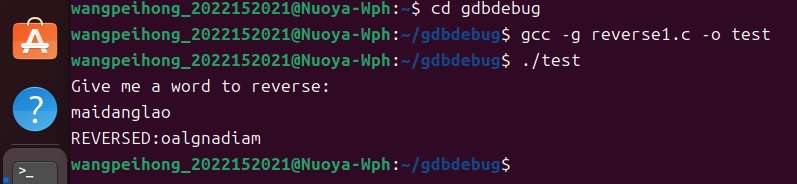 wangpeihong_2022152021@Nuoya-Wph:~$ cd gdbdebug
wangpeihong_2022152021@Nuoya-Wph:~/gdbdebug$ gcc -g reverse1.c -o test
wangpeihong_2022152021@Nuoya-Wph:~/gdbdebug$ ./test
Give me a word to reverse:
maidanglao
REVERSED:oalgnadiam
wangpeihong_2022152021@Nuoya-Wph:~/gdbdebug$